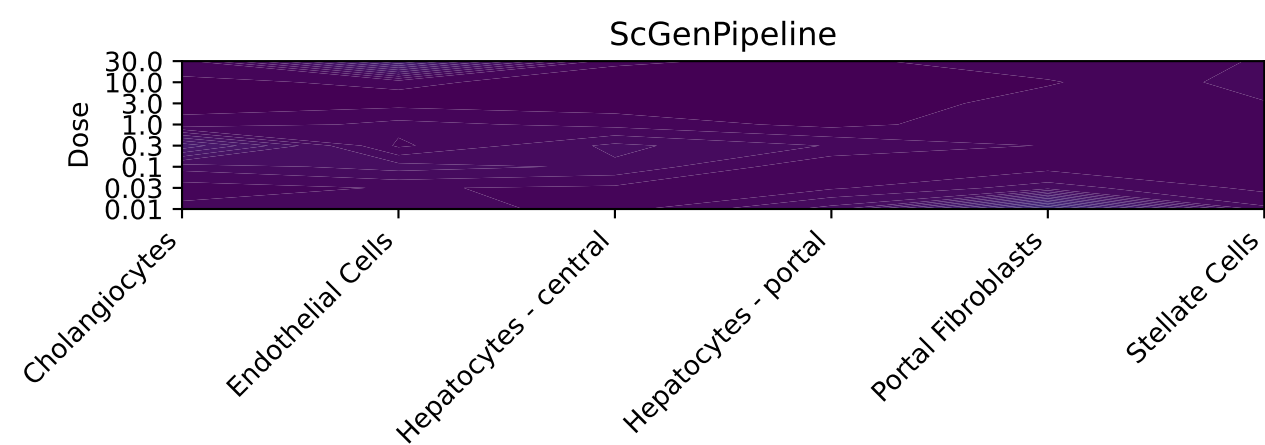 ScGenPipeline
Dose
30.0
10.0
3.0
1.0
0.3
0.1
0.03
0.01
Cholangiocytes
Endothelial Cells
Hepatocytes - central
Hepatocytes - portal
Portal Fibroblasts
Stellate Cells